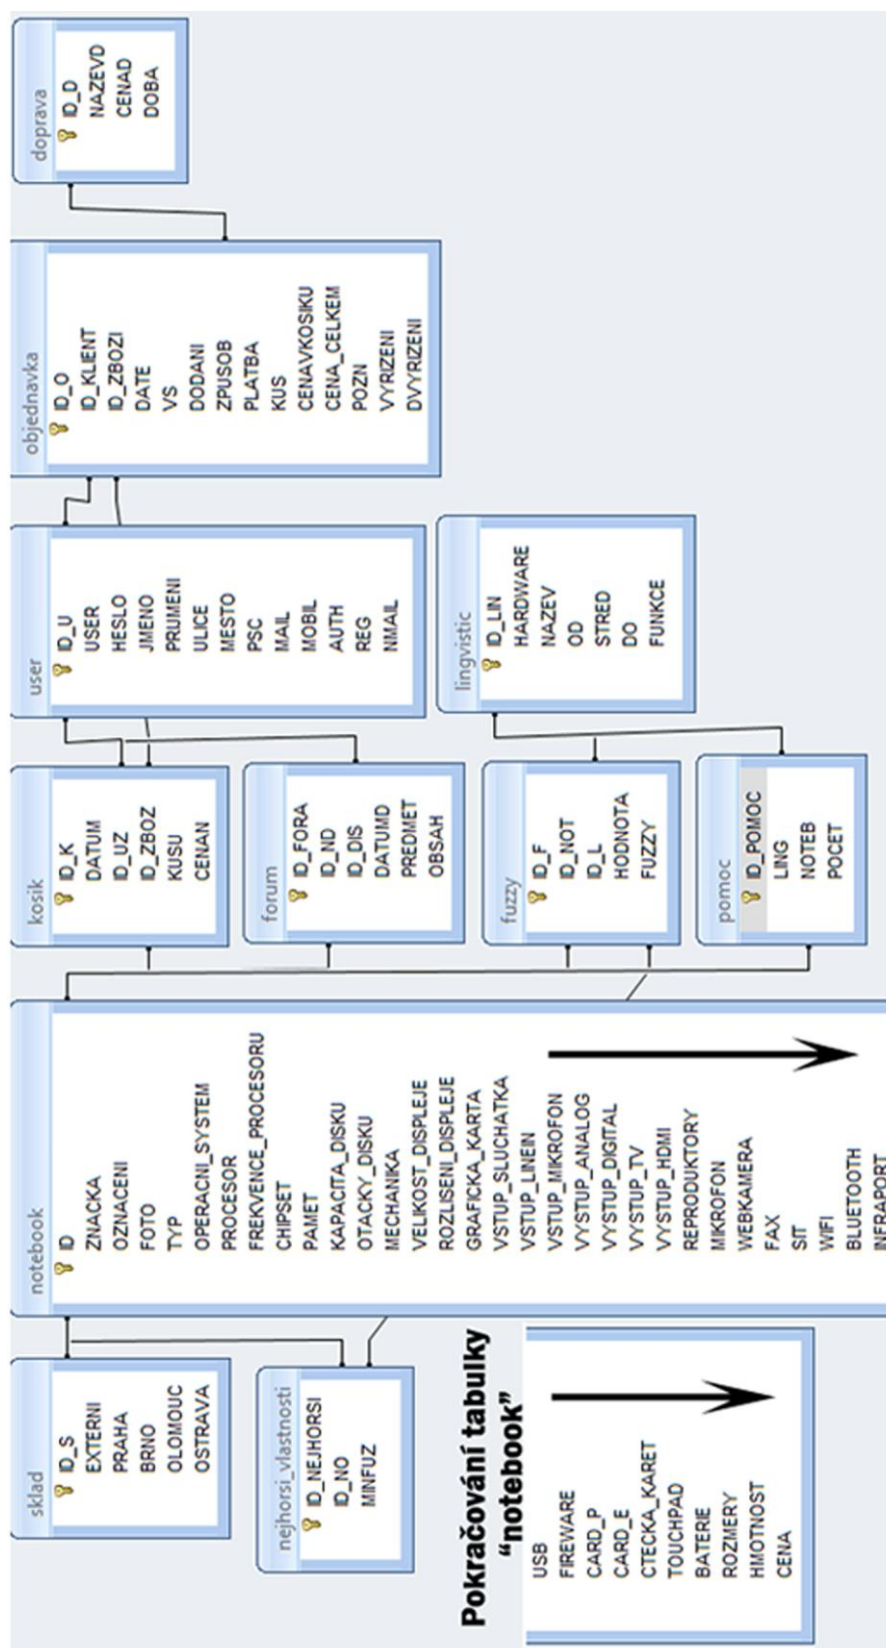 sklad
ID_S
EXTERNI
PRAHA
BRNO
OLOMOUC
OSTRAVA
nejhorsi_vlastnosti
ID_NEJHORSI
ID_NO
MINFUZ
Pokračování tabulky
“notebook”
USB
FIREWARE
CARD_P
CARD_E
CTECKA_KARET
TOUCHPAD
BATERIE
ROZMERY
HMOTNOST
CENA
notebook
ID
ZNACKA
OZNACENI
FOTO
TYP
OPERACNI_SYSTEM
PROCESOR
FREKVENCE_PROCESORU
CHIPSET
PAMET
KAPACITA_DISKU
OTACKY_DISKU
MECHANIKA
VELIKOST_DISPLEJE
ROZLISENI_DISPLEJE
GRAFICKA_KARTA
VSTUP_SLUCHATKA
VSTUP_LINEIN
VSTUP_MIKROFON
VYSTUP_ANALOG
VYSTUP_DIGITAL
VYSTUP_TV
VYSTUP_HDMI
REPRODUKTORY
MIKROFON
WEBKAMERA
FAX
SIT
WIFI
BLUETOOTH
INFRAPORT
kosik
ID_K
DATUM
ID_UZ
ID_ZBOZ
KUSU
CENAN
forum
ID_FORA
ID_ND
ID_DIS
DATUMD
PREDMET
OBSAH
fuzzy
ID_F
ID_NOT
ID_L
HODNOTA
FUZZY
pomoc
ID_POMOC
LING
NOTEB
POCET
user
ID_U
USER
HESLO
JMENO
PRIJMENI
ULICE
MESTO
PSC
MAIL
MOBIL
AUTH
REG
NMAIL
lingvistic
ID_LIN
HARDWARE
NAZEV
OD
STRED
DO
FUNKCE
objednavka
ID_O
ID_KLIENT
ID_ZBOZI
DATE
VS
DODANI
ZPUSOB
PLATBA
KUS
CENAVKOSIKU
CENA_CELKEM
POZN
VYRIZENI
DVYRIZENI
doprava
ID_D
NAZEVD
CENAD
DOBA